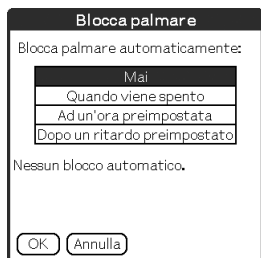 Blocca palmare
Blocca palmare automaticamente:
Mai
Quando viene spento
Ad un'ora preimpostata
Dopo un ritardo preimpostato
Nessun blocco automatico.
OK Annulla